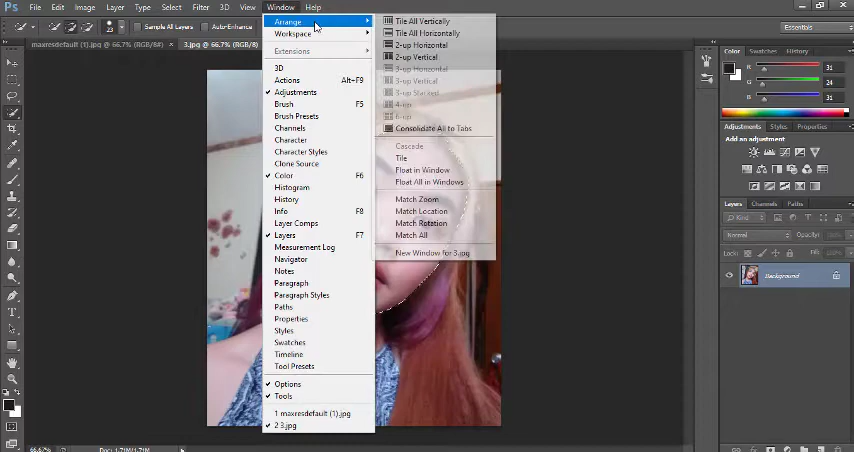 File Edit Image Layer Type Select Filter 3D View Window Help
23 Sample All Layers Auto-Enhance Essentials
maxresdefault (1).jpg @ 66.7% (RGB/8#) × 3.jpg @ 66.7% (RGB/8)
Arrange
Workspace
Extensions
3D
Actions Alt+F9
Adjustments
Brush F5
Brush Presets
Channels
Character
Character Styles
Clone Source
Color F6
Histogram
History
Info F8
Layer Comps
Layers F7
Measurement Log
Navigator
Notes
Paragraph
Paragraph Styles
Paths
Properties
Styles
Swatches
Timeline
Tool Presets
Options
Tools
1 maxresdefault (1).jpg
2 3.jpg
Tile All Vertically
Tile All Horizontally
2-up Horizontal
2-up Vertical
3-up Horizontal
3-up Vertical
3-up Stacked
4-up
6-up
Consolidate All to Tabs
Cascade
Tile
Float in Window
Float All in Windows
Match Zoom
Match Location
Match Rotation
Match All
New Window for 3.jpg
Color Swatches
R 31
G 24
B 31
Adjustments Styles Properties
Add an adjustment
Layers Channels Paths
Kind
Normal Opacity:
Lock: Fill:
Background
66.67% Doc: 1.71M/1.71M